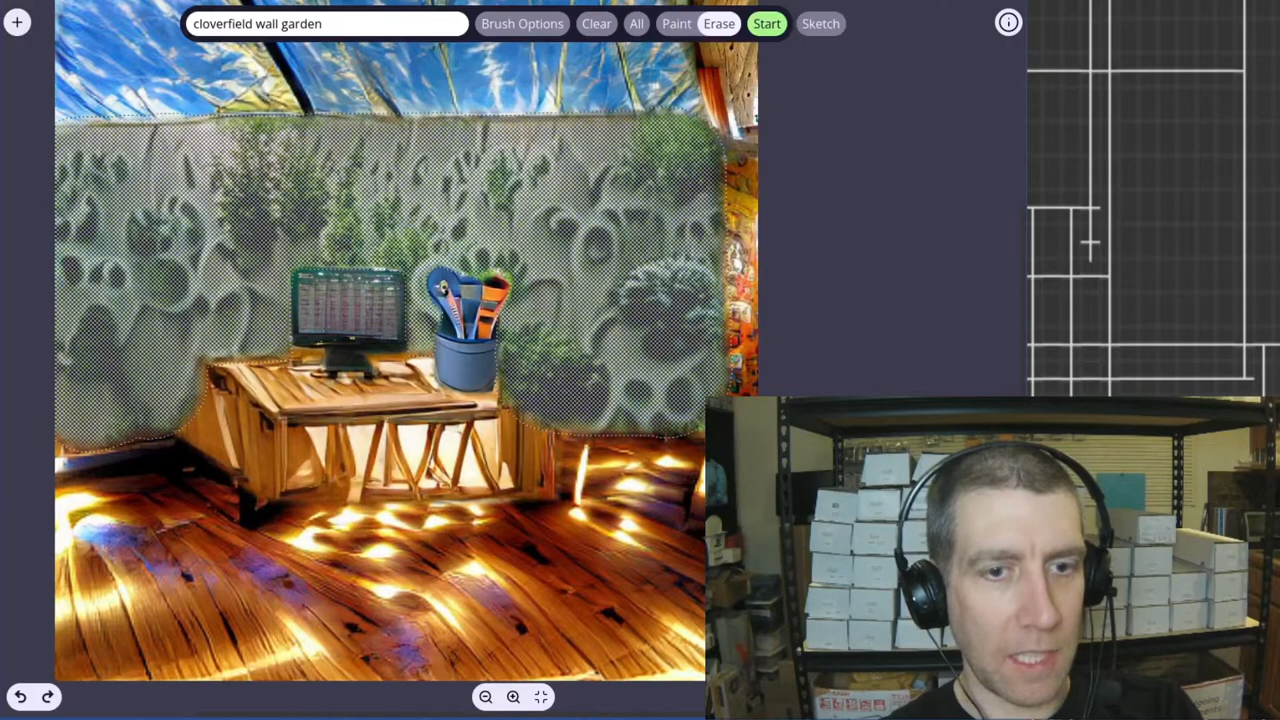 cloverfield wall garden
Brush Options
Clear
All
Paint
Erase
Start
Sketch